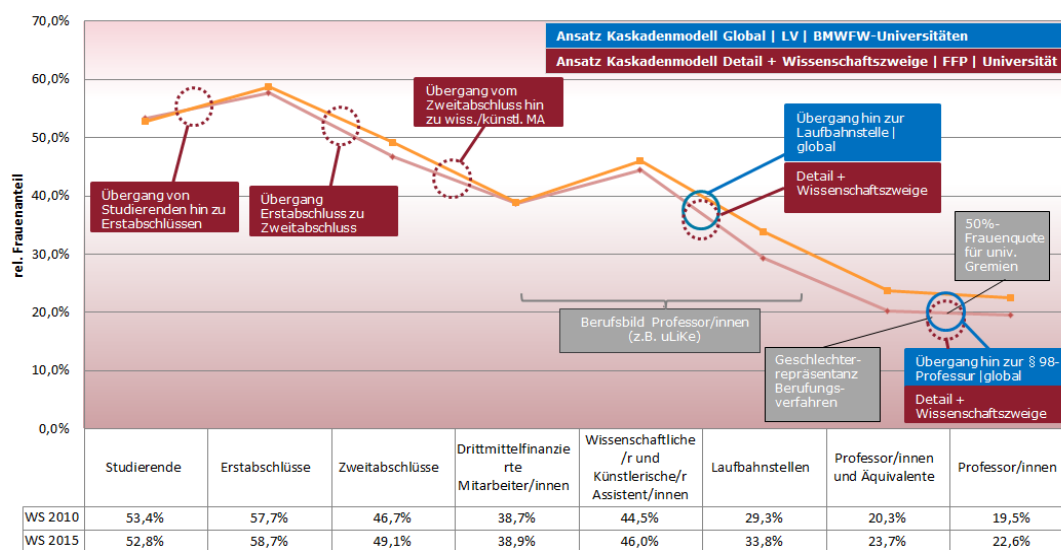 70,0%
60,0%
50,0%
40,0%
30,0%
20,0%
10,0%
0,0%
rel. Frauenanteil
Ansatz Kaskadenmodell Global | LV | BMWFW-Universitäten
Ansatz Kaskadenmodell Detail + Wissenschaftszweige | FFP | Universität
Übergang von
Studierenden hin zu
Erstabschlüssen
Übergang
Erstabschluss zu
Zweitabschluss
Übergang vom
Zweitabschluss hin
zu wiss./künstl. MA
Übergang hin zur
Laufbahnstelle |
global
Detail +
Wissenschaftszweige
50%-
Frauenquote
für univ.
Gremien
Berufsbild Professor/innen
(z.B. uLiKe)
Geschlechter-
repräsentanz
Berufungs-
verfahren
Übergang hin zur § 98-
Professur |global
Detail +
Wissenschaftszweige
Studierende
Erstabschlüsse
Zweitabschlüsse
Drittmittelfinanzie
rte
Mitarbeiter/innen
Wissenschaftliche
/r und
Künstlerische/r
Assistent/innen
Laufbahnstellen
Professor/innen
und Äquivalente
Professor/innen
WS 2010 53,4% 57,7% 46,7% 38,7% 44,5% 29,3% 20,3% 19,5%
WS 2015 52,8% 58,7% 49,1% 38,9% 46,0% 33,8% 23,7% 22,6%